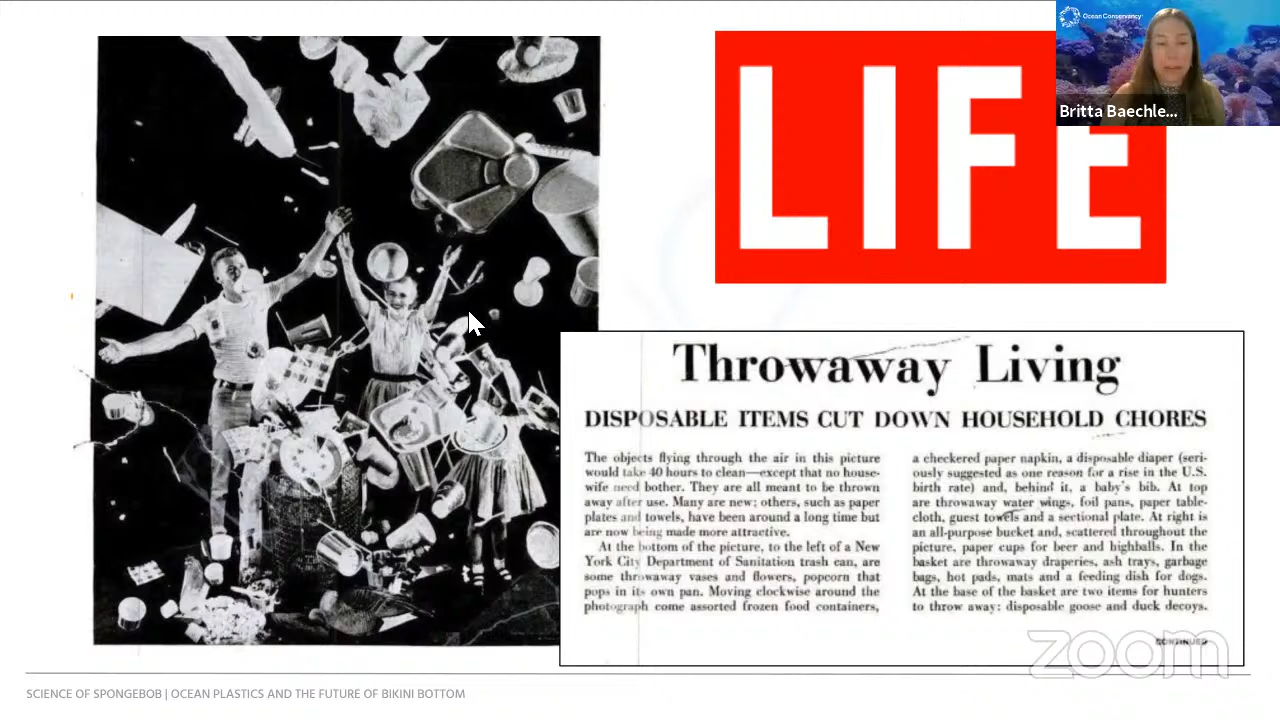 LIFE
Ocean Conservancy
Britta Baechle...
Throwaway Living
DISPOSABLE ITEMS CUT DOWN HOUSEHOLD CHORES
The objects flying through the air in this picture
would take 40 hours to clean—except that no house-
wife need bother. They are all meant to be thrown
away after use. Many are new; others, such as paper
plates and towels, have been around a long time but
are now being made more attractive.
At the bottom of the picture, to the left of a New
York City Department of Sanitation trash can, are
some throwaway vases and flowers, popcorn that
pops in its own pan. Moving clockwise around the
photograph come assorted frozen food containers,
a checkered paper napkin, a disposable diaper (seri-
ously suggested as one reason for a rise in the U.S.
birth rate) and, behind it, a baby's bib. At top
are throwaway water wings, foil pans, paper table-
cloth, guest towels and a sectional plate. At right is
an all-purpose bucket and, scattered throughout the
picture, paper cups for beer and highballs. In the
basket are throwaway draperies, ash trays, garbage
bags, hot pads, mats and a feeding dish for dogs.
At the base of the basket are two items for hunters
to throw away: disposable goose and duck decoys.
CONTINUED
zoom
SCIENCE OF SPONGEBOB | OCEAN PLASTICS AND THE FUTURE OF BIKINI BOTTOM